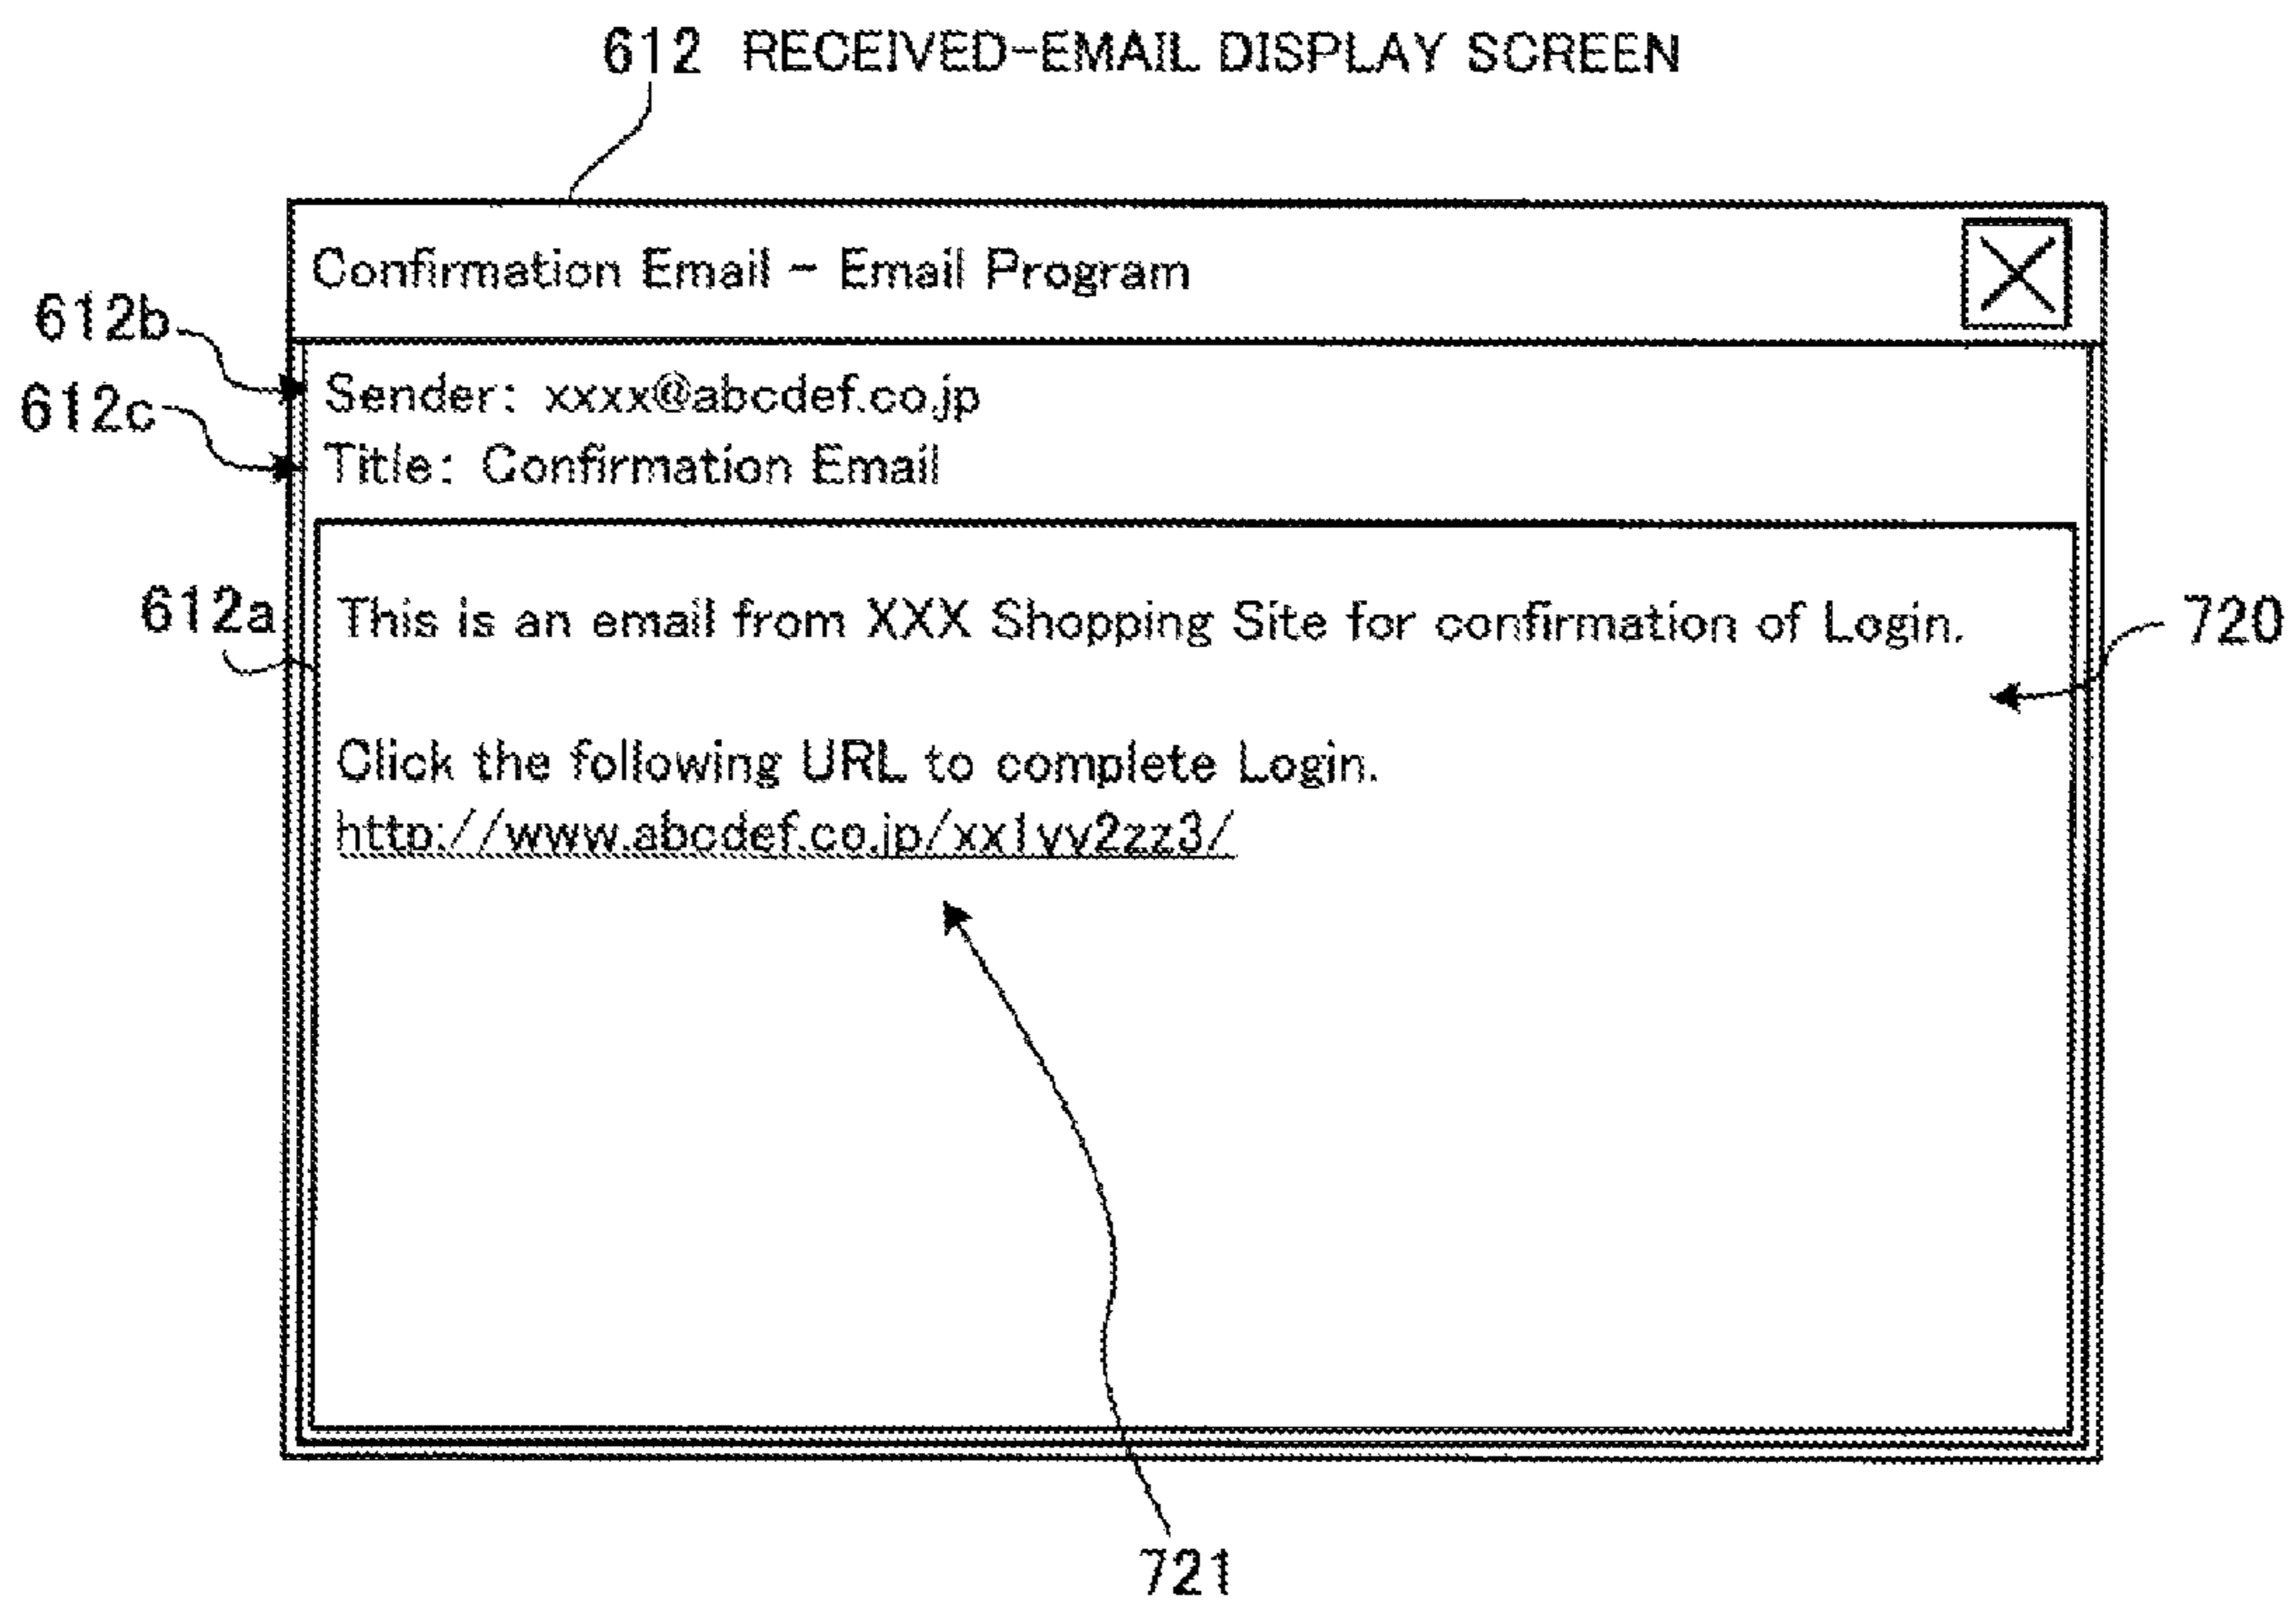 612 RECEIVED-EMAIL DISPLAY SCREEN
Confirmation Email - Email Program
612b
Sender: xxxx@abcdef.co.jp
612c
Title: Confirmation Email
612a
This is an email from XXX Shopping Site for confirmation of Login.
720
Click the following URL to complete Login.
http://www.abcdef.co.jp/xx1yy2zz3/
721